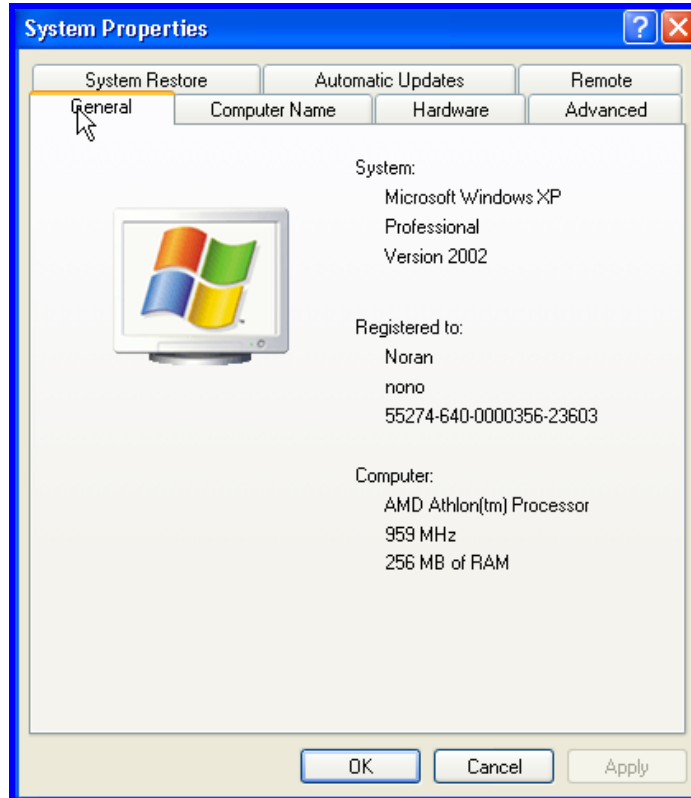 System Properties
System Restore Automatic Updates Remote
General Computer Name Hardware Advanced
System:
Microsoft Windows XP
Professional
Version 2002
Registered to:
Noran
nono
55274-640-0000356-23603
Computer:
AMD Athlon(tm) Processor
959 MHz
256 MB of RAM
OK Cancel Apply